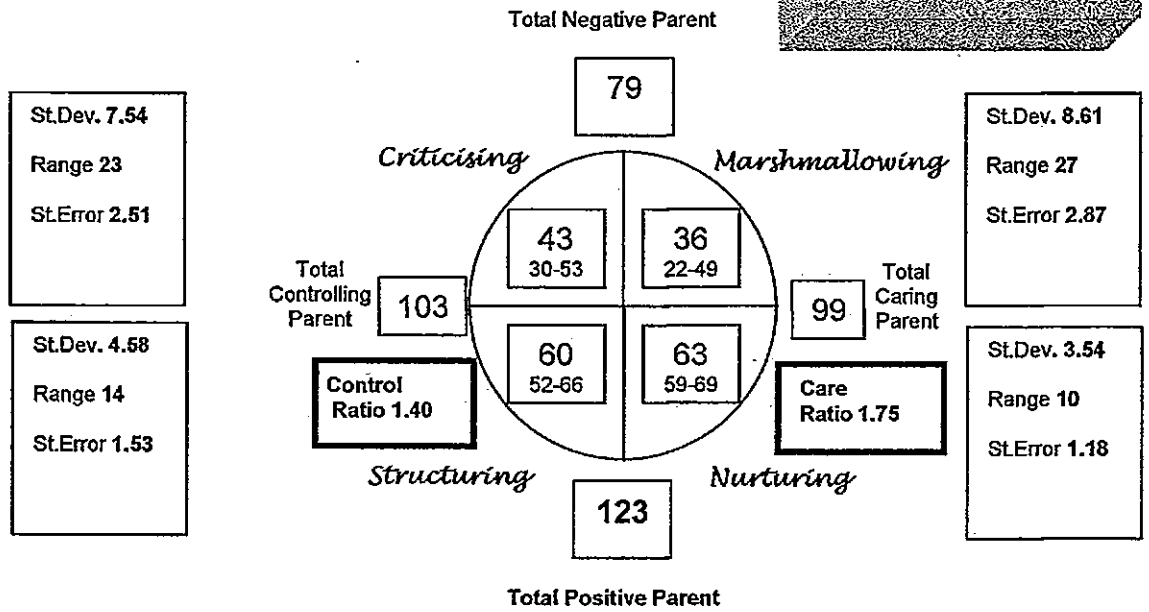 Total Negative Parent
79
St.Dev. 7.54
Range 23
St.Error 2.51
St.Dev. 8.61
Range 27
St.Error 2.87
Criticising
Marshmallowing
43
30-53
36
22-49
Total
Controlling
Parent
103
99
Total
Caring
Parent
St.Dev. 4.58
Range 14
St.Error 1.53
Control
Ratio 1.40
60
52-66
63
59-69
Care
Ratio 1.75
St.Dev. 3.54
Range 10
St.Error 1.18
Structuring
Nurturing
123
Total Positive Parent